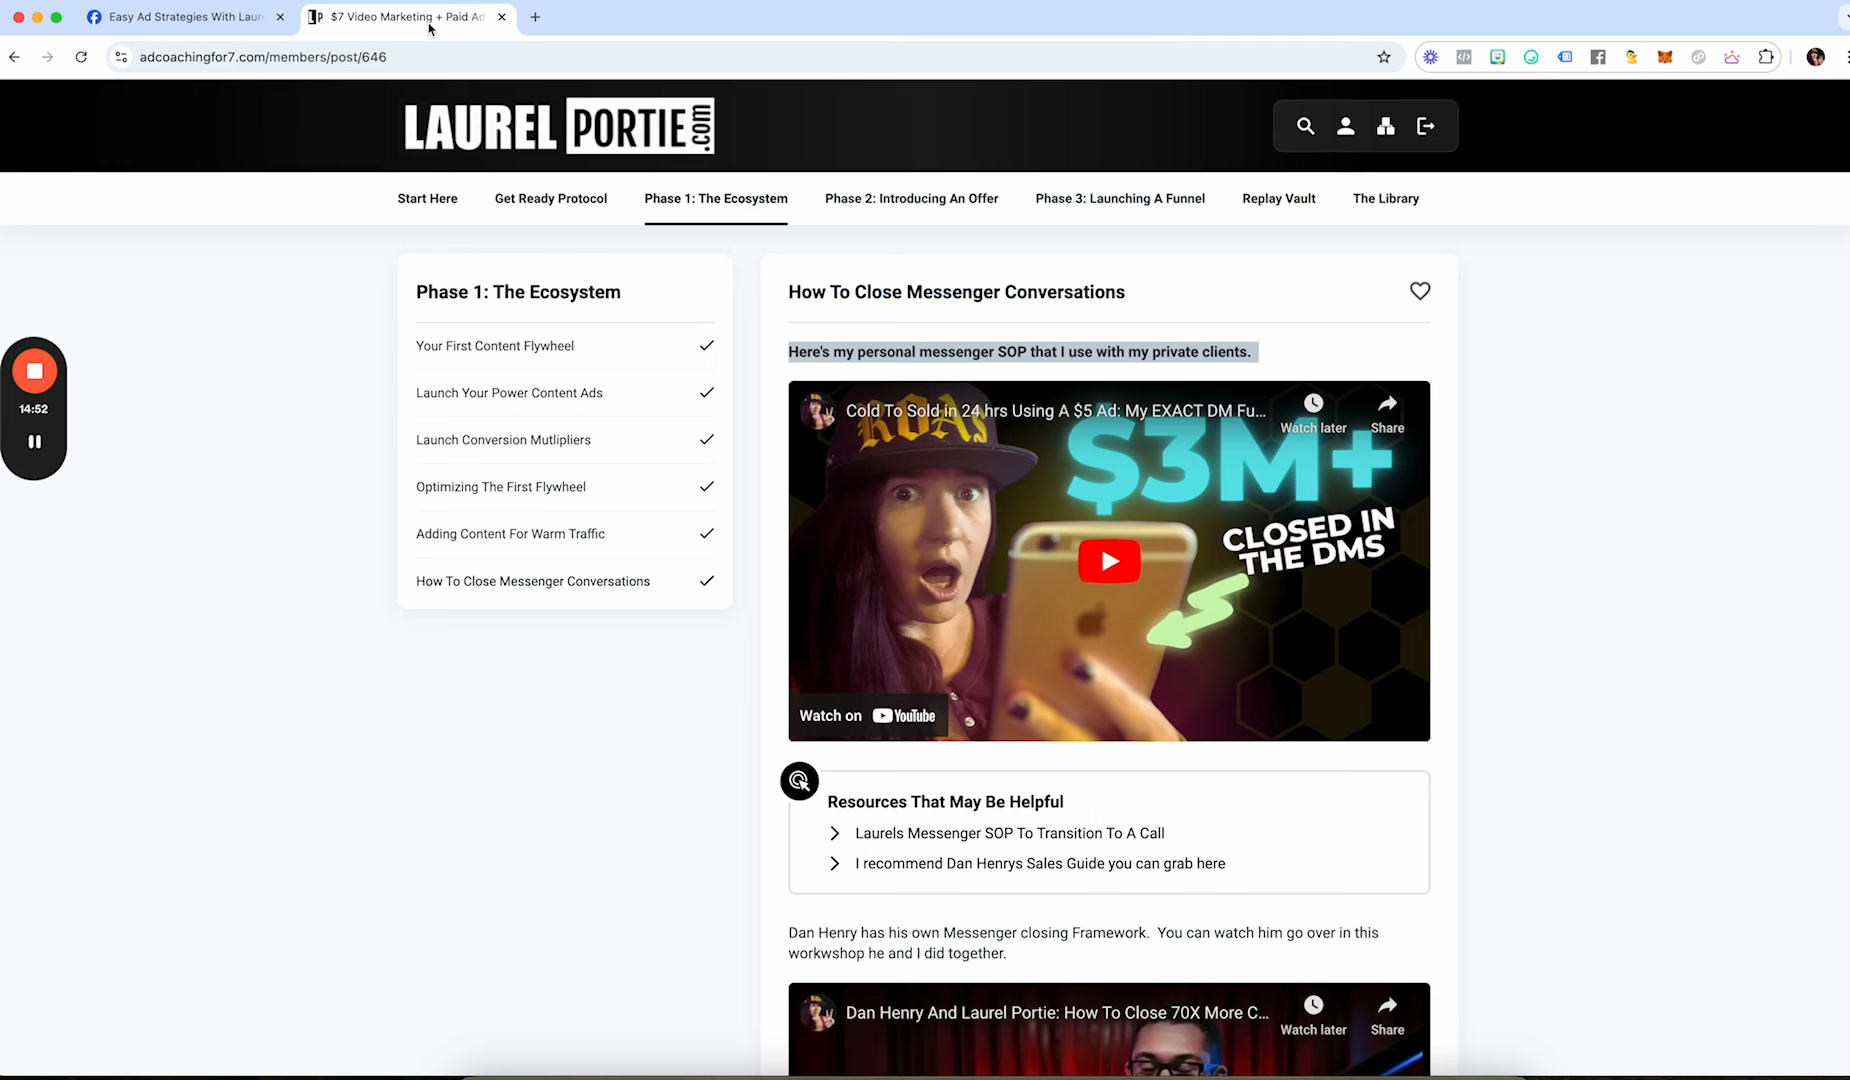 Easy Ad Strategies With Laur
$7 Video Marketing + Paid Ad
adcoachingfor7.com/members/post/646
LAUREL PORTIE.com
Start Here
Get Ready Protocol
Phase 1: The Ecosystem
Phase 2: Introducing An Offer
Phase 3: Launching A Funnel
Replay Vault
The Library
Phase 1: The Ecosystem
Your First Content Flywheel
Launch Your Power Content Ads
Launch Conversion Mutlipliers
Optimizing The First Flywheel
Adding Content For Warm Traffic
How To Close Messenger Conversations
14:52
How To Close Messenger Conversations
Here's my personal messenger SOP that I use with my private clients.
Cold To Sold in 24 hrs Using A $5 Ad: My EXACT DM Fu...
Watch later
Share
ROAS
$3M+
CLOSED IN
THE DMS
Watch on YouTube
Resources That May Be Helpful
Laurels Messenger SOP To Transition To A Call
I recommend Dan Henrys Sales Guide you can grab here
Dan Henry has his own Messenger closing Framework. You can watch him go over in this
workwshop he and I did together.
Dan Henry And Laurel Portie: How To Close 70X More C...
Watch later
Share